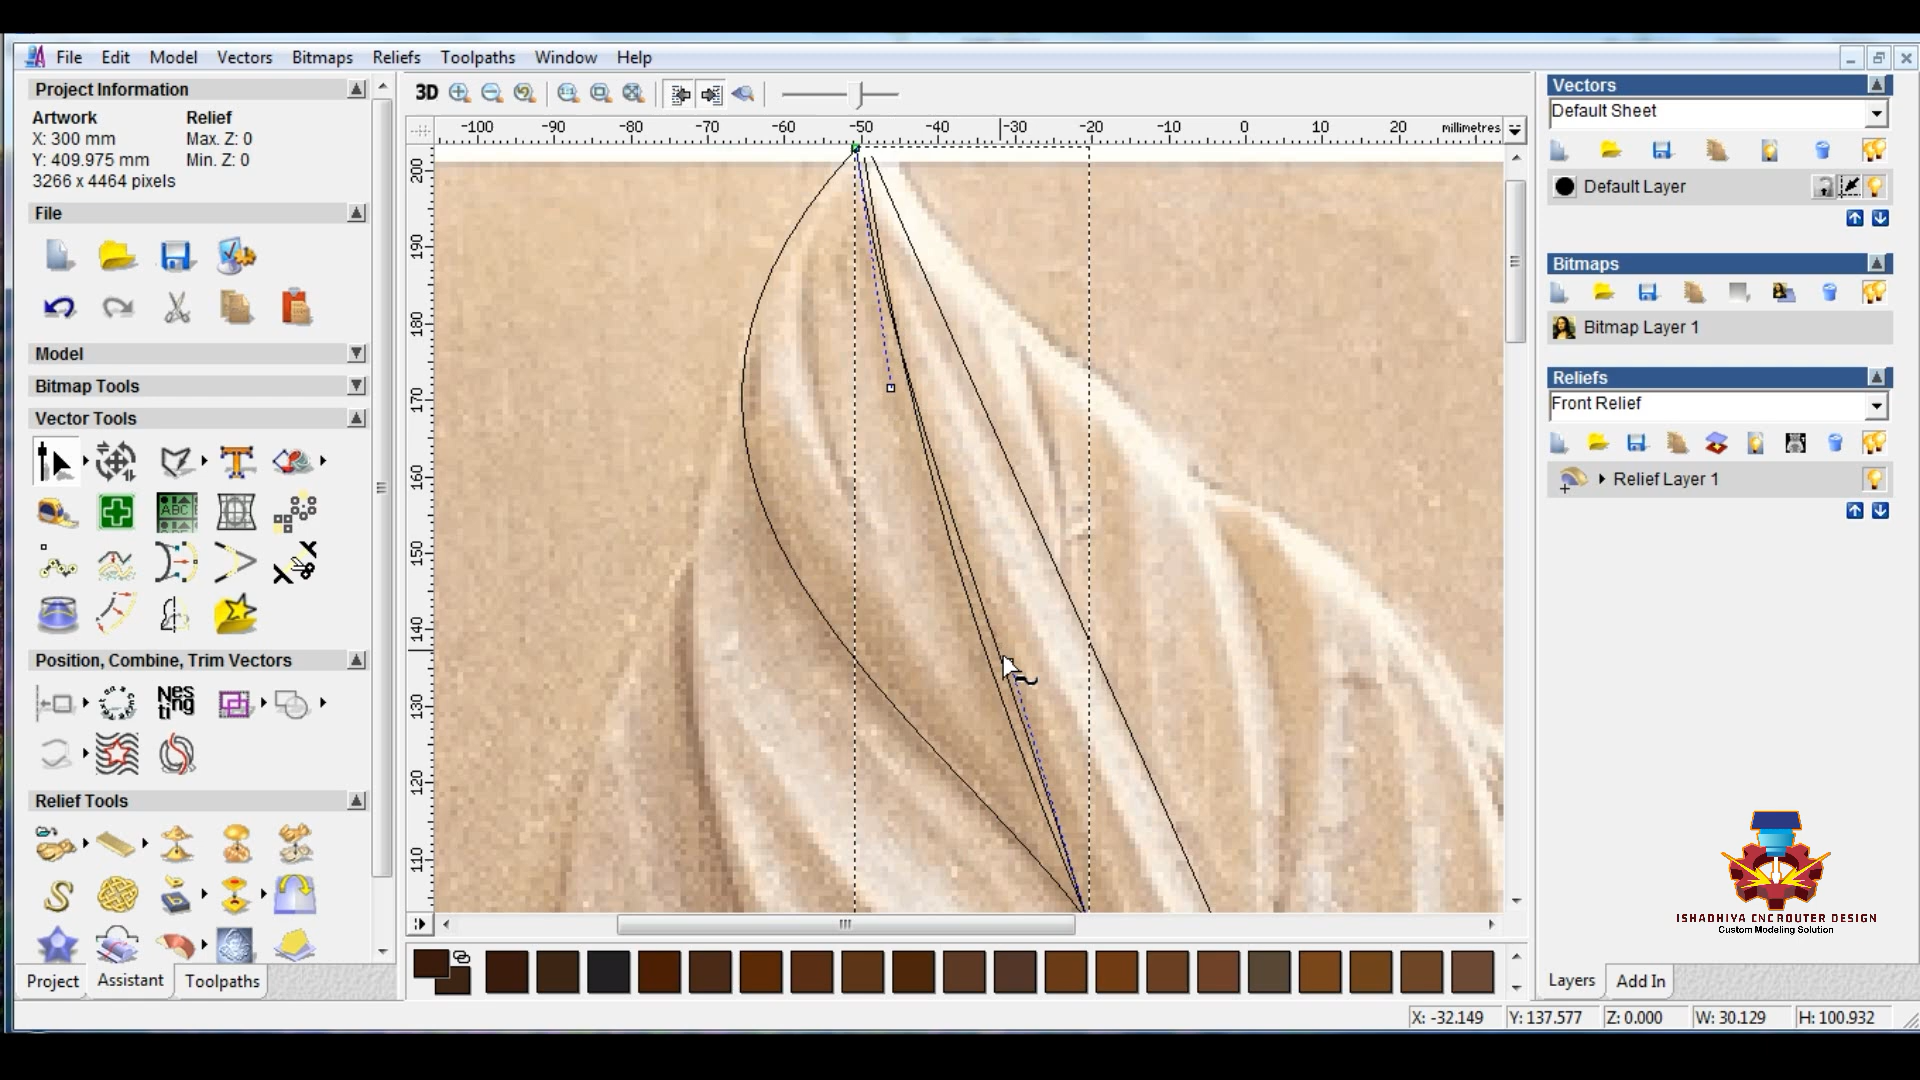 File Edit Model Vectors Bitmaps Reliefs Toolpaths Window Help
Project Information
Artwork Relief
X: 300 mm Max. Z: 0
Y: 409.975 mm Min. Z: 0
3266 x 4464 pixels
File
Model
Bitmap Tools
Vector Tools
ABC
Position, Combine, Trim Vectors
Nes
ting
Relief Tools
Project Assistant Toolpaths
3D
-100 -90 -80 -70 -60 -50 -40 -30 -20 -10 0 10 20 millimetres
200
190
180
170
160
150
140
130
120
110
Vectors
Default Sheet
Default Layer
Bitmaps
Bitmap Layer 1
Reliefs
Front Relief
Relief Layer 1
ISHADHIYA CNC ROUTER DESIGN
Custom Modeling Solution
Layers Add In
X: -32.149 Y: 137.577 Z: 0.000 W: 30.129 H: 100.932